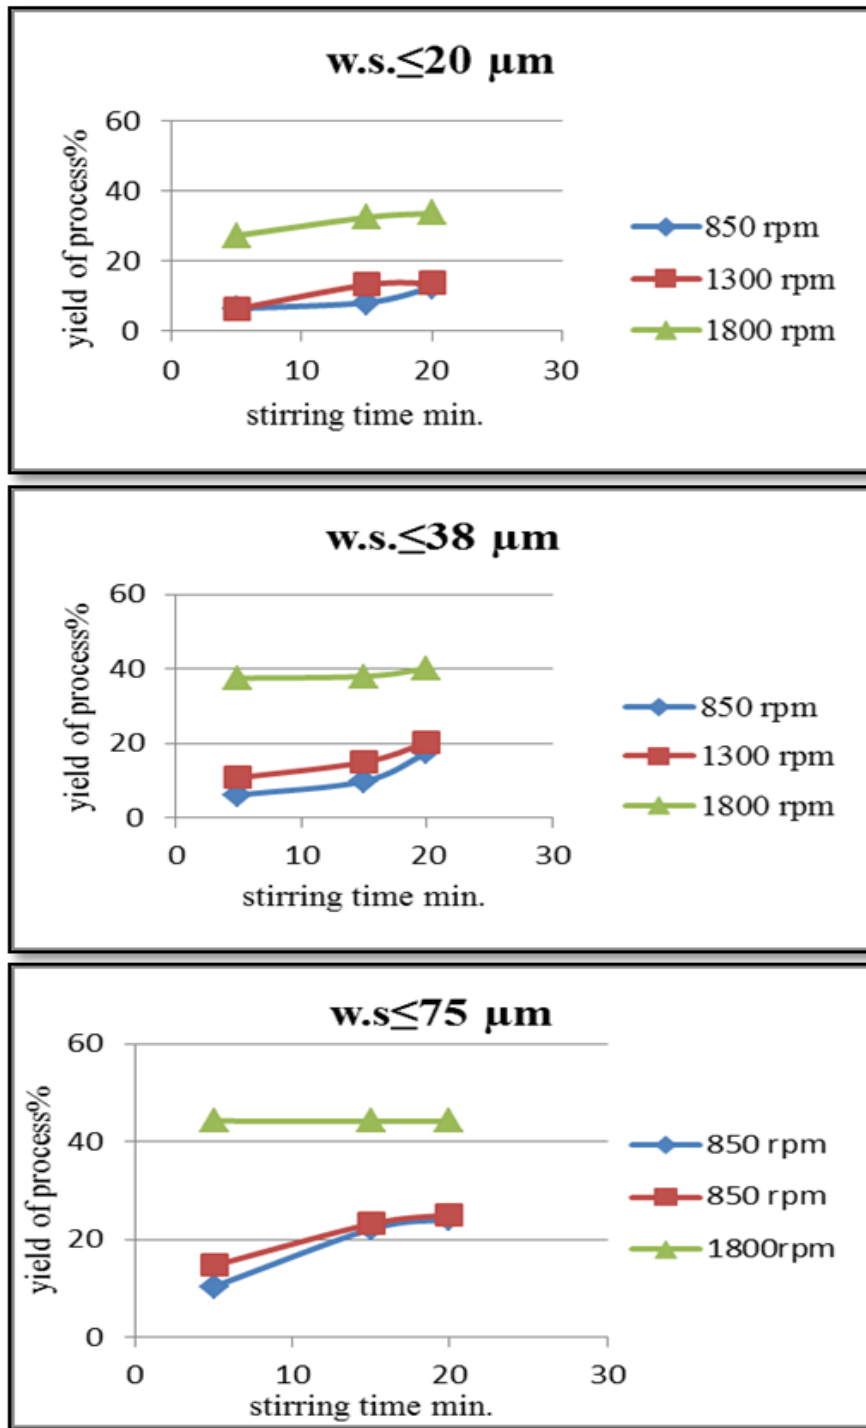 w.s.≤20 µm
yield of process%
60
40
20
0
0 10 20 30
stirring time min.
850 rpm
1300 rpm
1800 rpm
w.s.≤38 µm
yield of process%
60
40
20
0
0 10 20 30
stirring time min.
850 rpm
1300 rpm
1800 rpm
w.s≤75 µm
yield of process%
60
40
20
0
0 10 20 30
stirring time min.
850 rpm
850 rpm
1800rpm